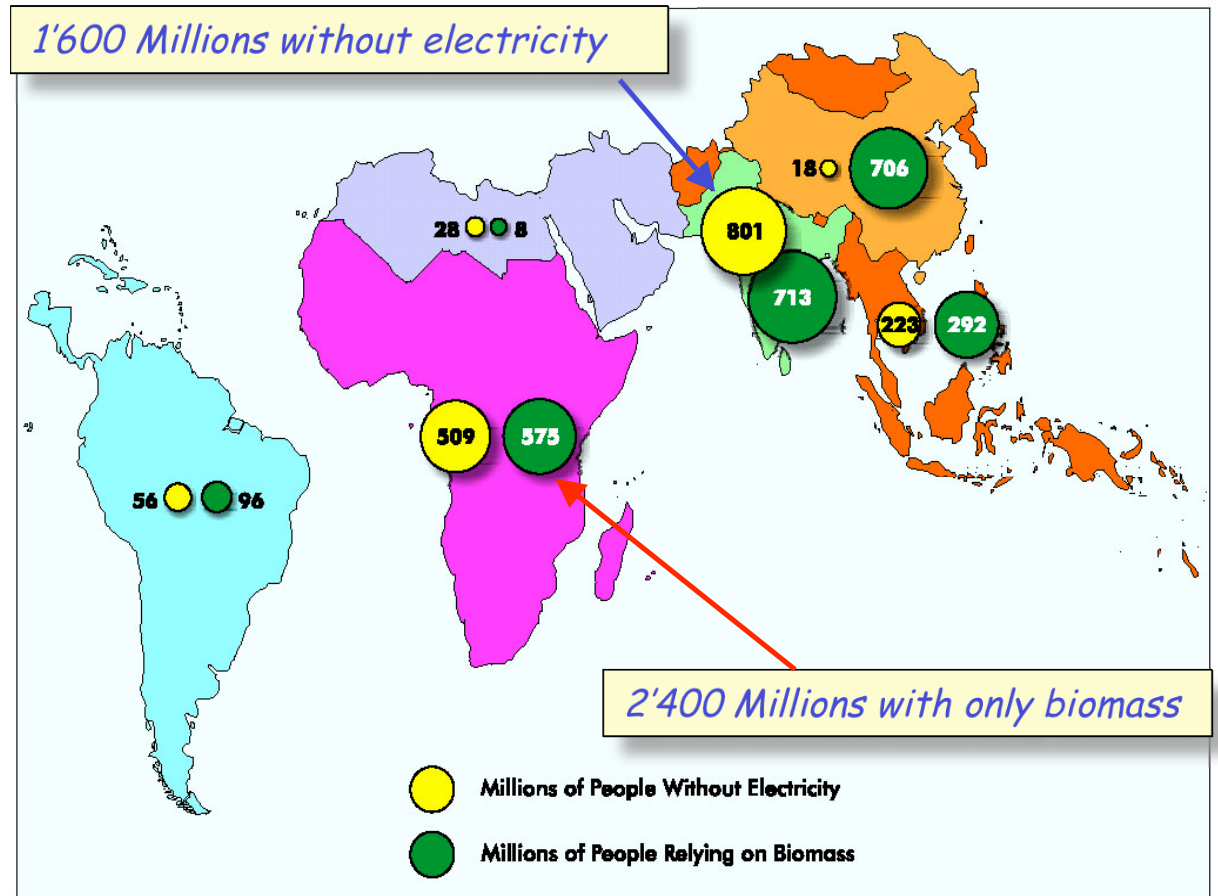 1’600 Millions without electricity
18 706
28 8
801
713
223 292
509 575
56 96
2’400 Millions with only biomass
Millions of People Without Electricity
Millions of People Relying on Biomass